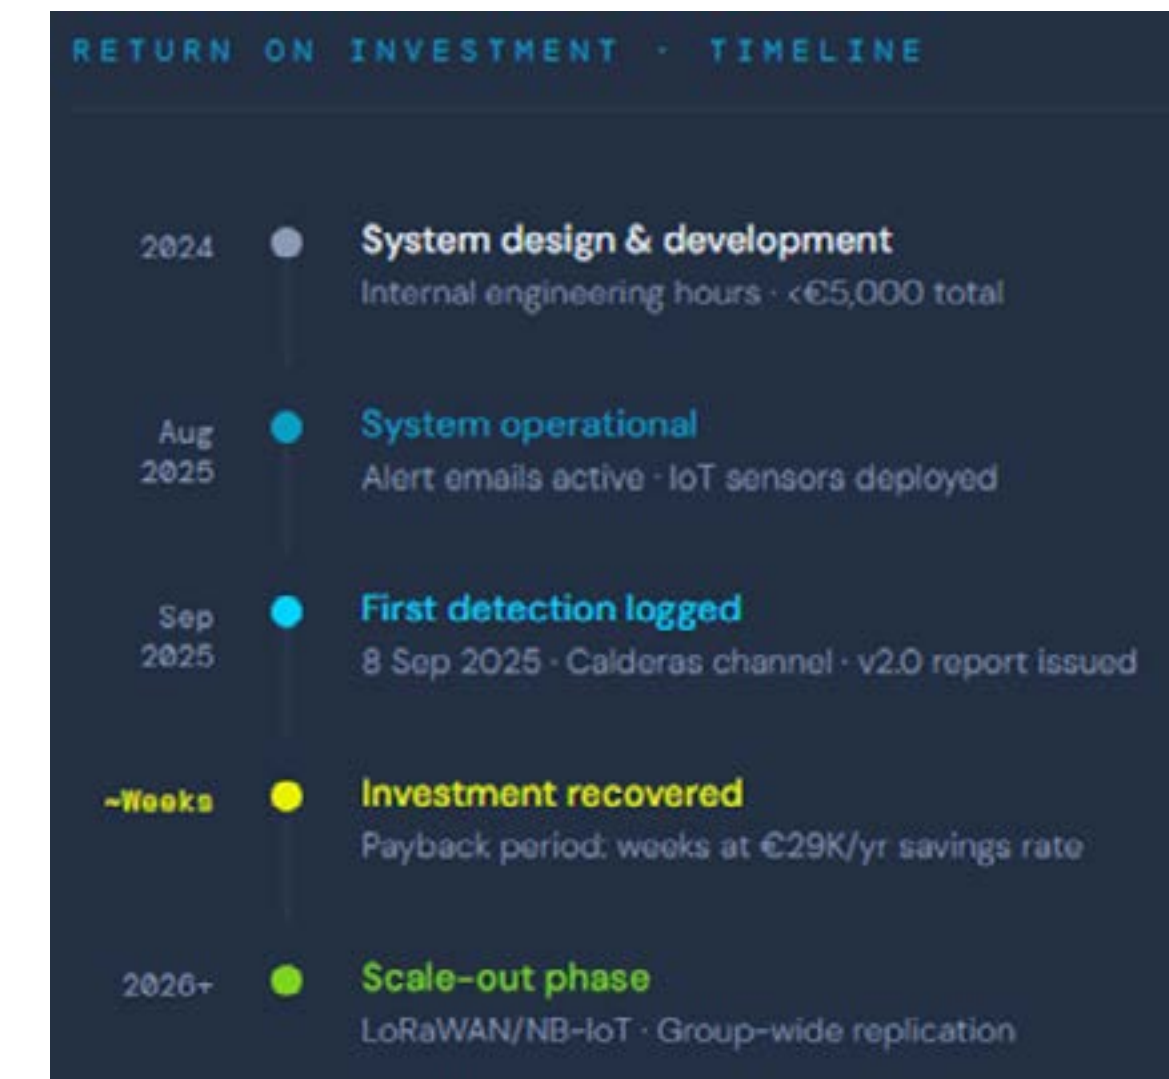 RETURN ON INVESTMENT · TIMELINE
2024
System design & development
Internal engineering hours · <€5,000 total
Aug
2025
System operational
Alert emails active · IoT sensors deployed
Sep
2025
First detection logged
8 Sep 2025 · Calderas channel · v2.0 report issued
~Weeks
Investment recovered
Payback period: weeks at €29K/yr savings rate
2026+
Scale-out phase
LoRaWAN/NB-IoT · Group-wide replication